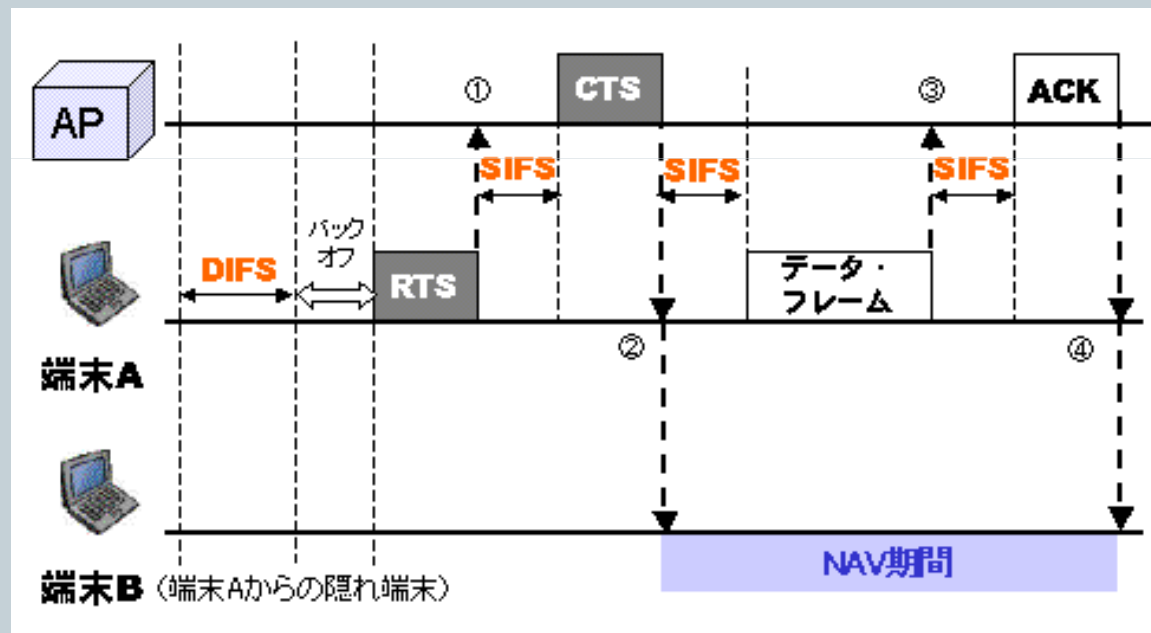 AP
①
CTS
③
ACK
SIFS
SIFS
SIFS
バック
オフ
DIFS
RTS
データ・
フレーム
②
④
端末A
NAV期間
端末B（端末Aからの隠れ端末）